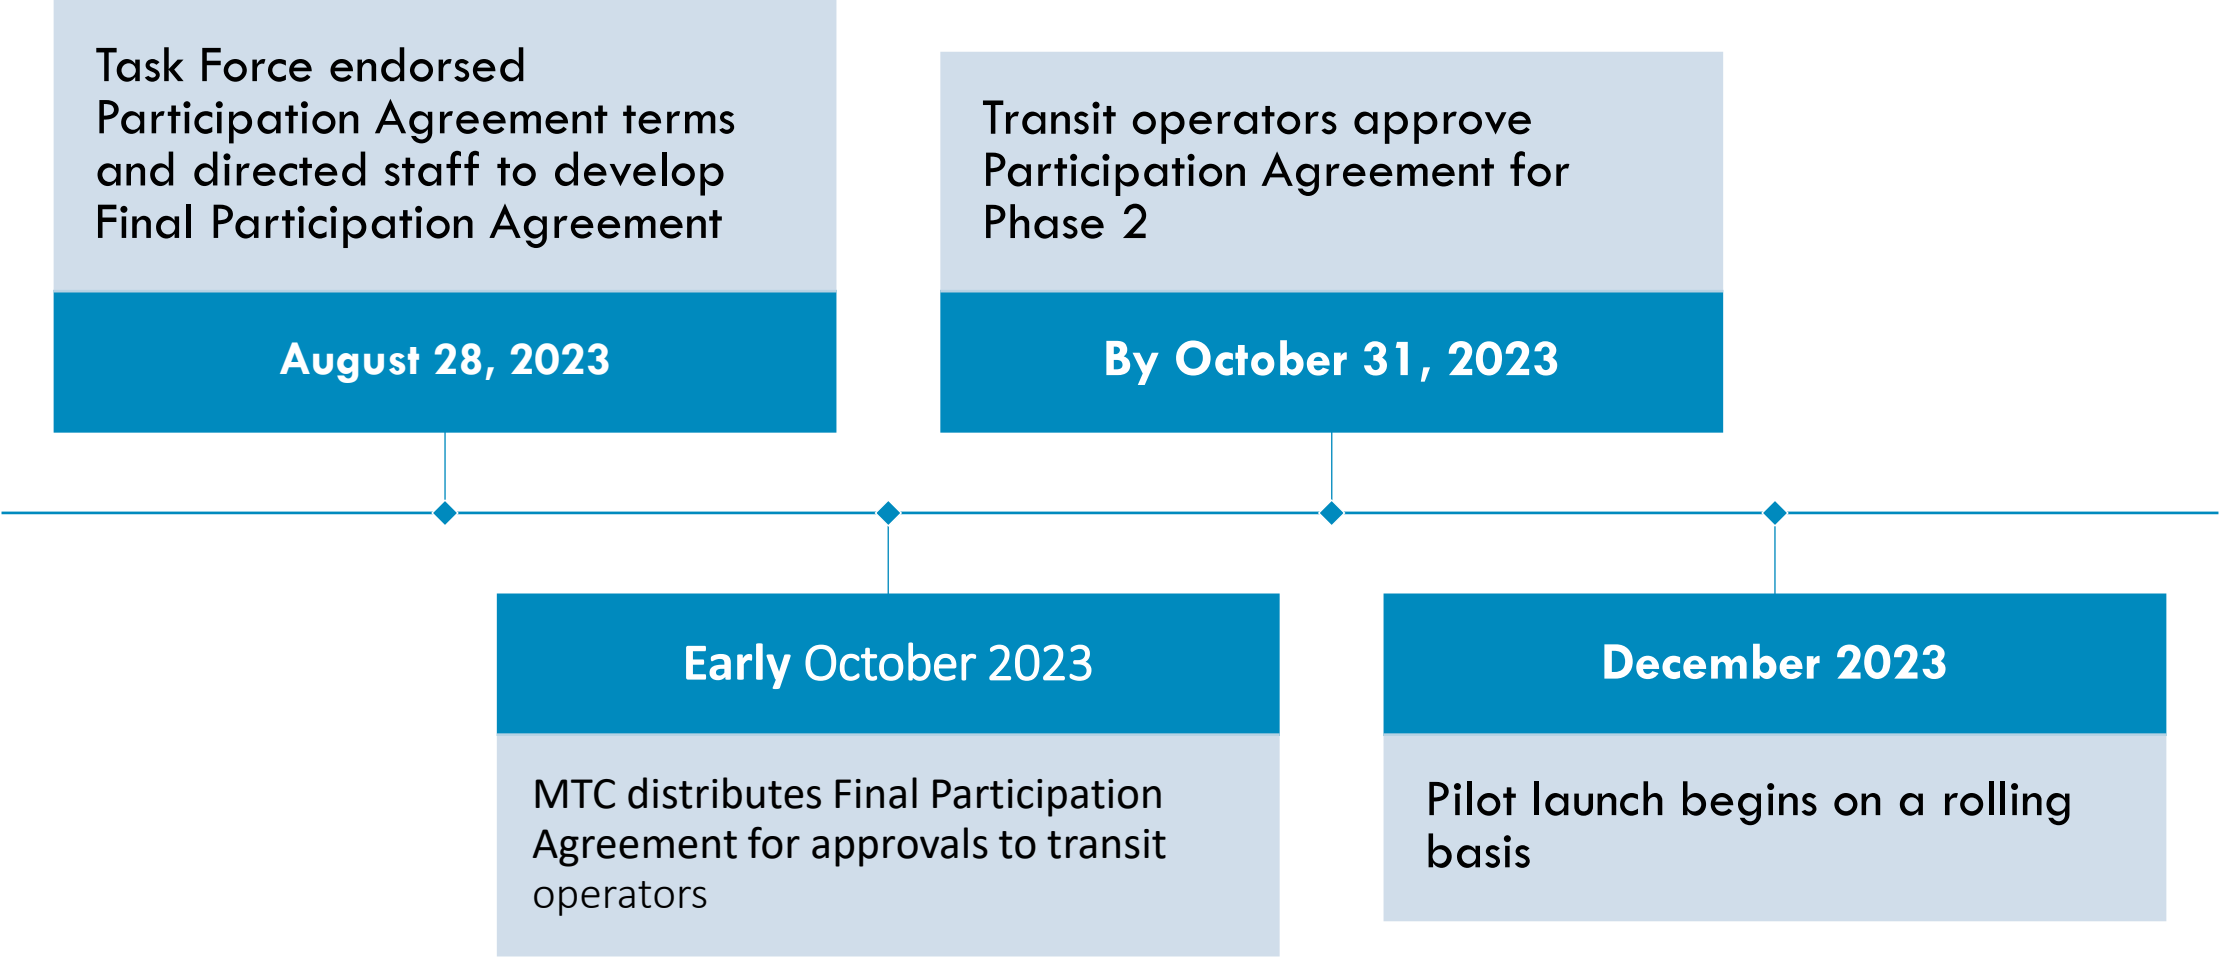 Task Force endorsed
Participation Agreement terms
and directed staff to develop
Final Participation Agreement
August 28, 2023
Early October 2023
MTC distributes Final Participation
Agreement for approvals to transit
operators
Transit operators approve
Participation Agreement for
Phase 2
By October 31, 2023
December 2023
Pilot launch begins on a rolling
basis